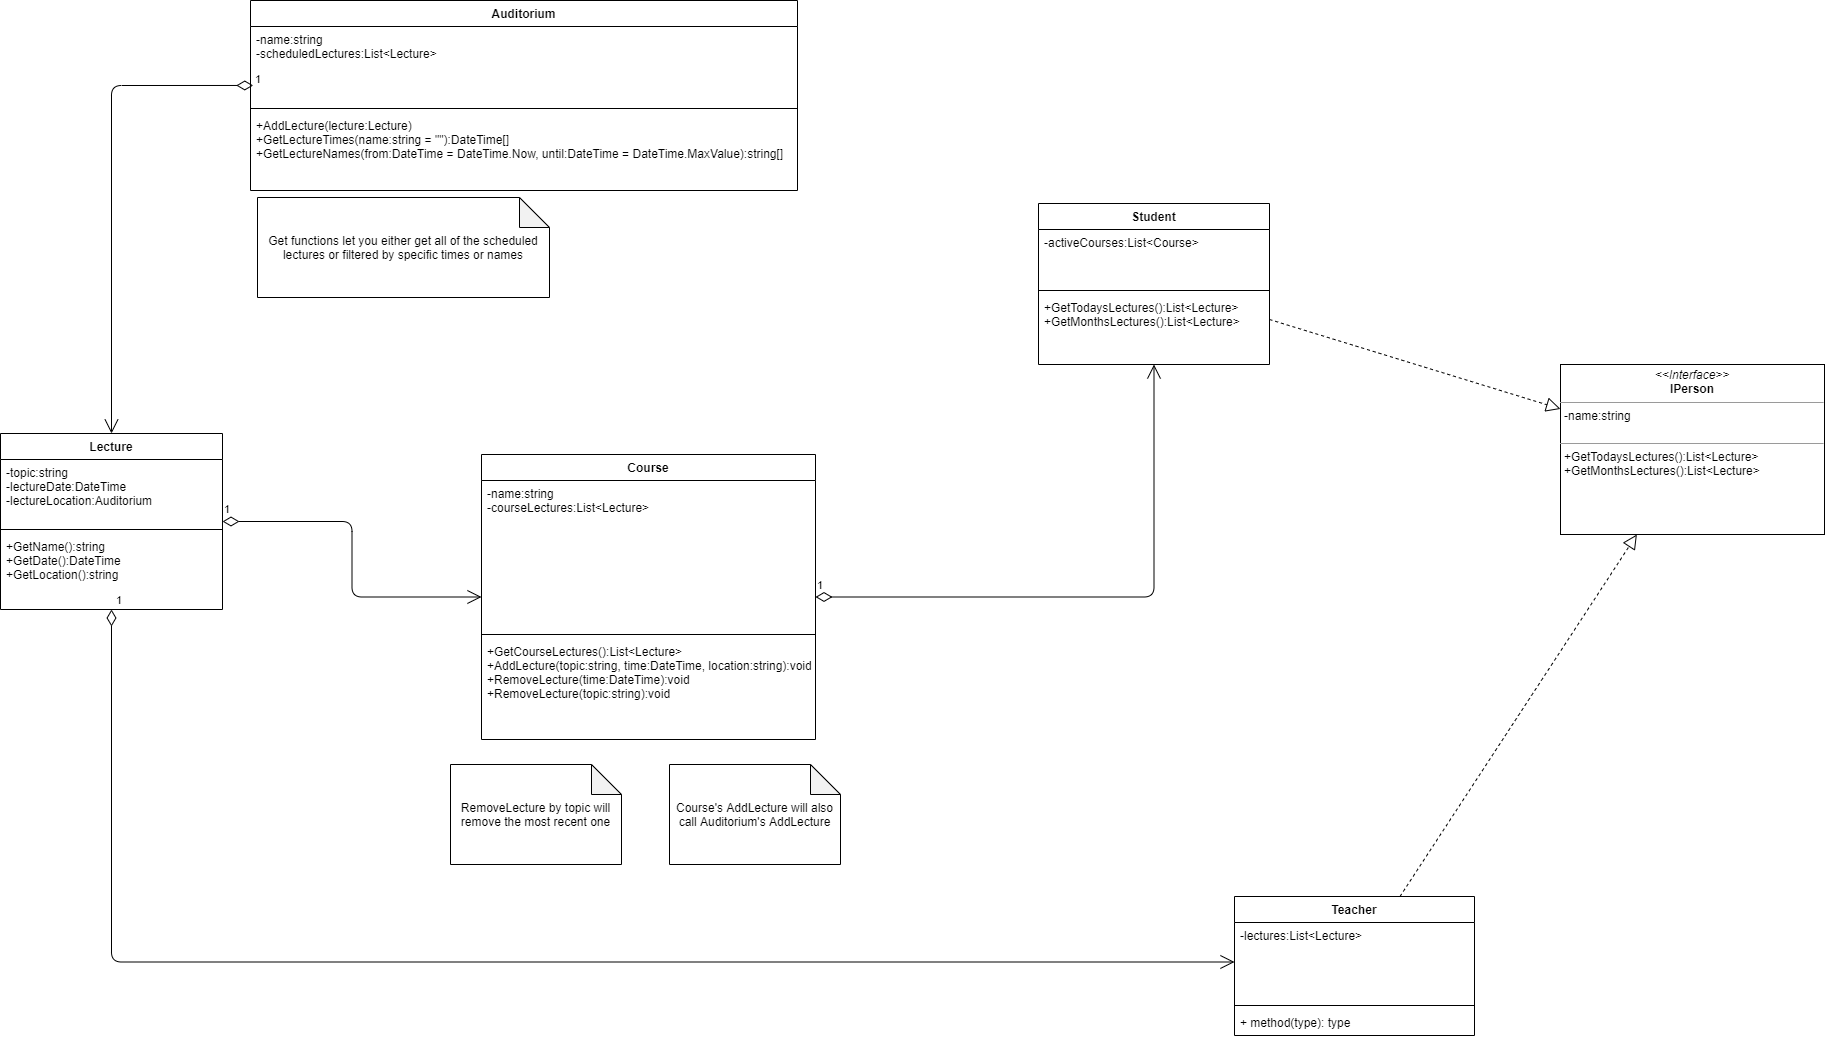 Auditorium
-name:string
-scheduledLectures:List<Lecture>
1
+AddLecture(lecture:Lecture)
+GetLectureTimes(name:string = ""):DateTime[]
+GetLectureNames(from:DateTime = DateTime.Now, until:DateTime = DateTime.MaxValue):string[]
Get functions let you either get all of the scheduled
lectures or filtered by specific times or names
Student
-activeCourses:List<Course>
+GetTodaysLectures():List<Lecture>
+GetMonthsLectures():List<Lecture>
<<Interface>>
IPerson
-name:string
+GetTodaysLectures():List<Lecture>
+GetMonthsLectures():List<Lecture>
Lecture
-topic:string
-lectureDate:DateTime
-lectureLocation:Auditorium
1
+GetName():string
+GetDate():DateTime
+GetLocation():string
1
Course
-name:string
-courseLectures:List<Lecture>
1
+GetCourseLectures():List<Lecture>
+AddLecture(topic:string, time:DateTime, location:string):void
+RemoveLecture(time:DateTime):void
+RemoveLecture(topic:string):void
RemoveLecture by topic will
remove the most recent one
Course's AddLecture will also
call Auditorium's AddLecture
Teacher
-lectures:List<Lecture>
+ method(type): type